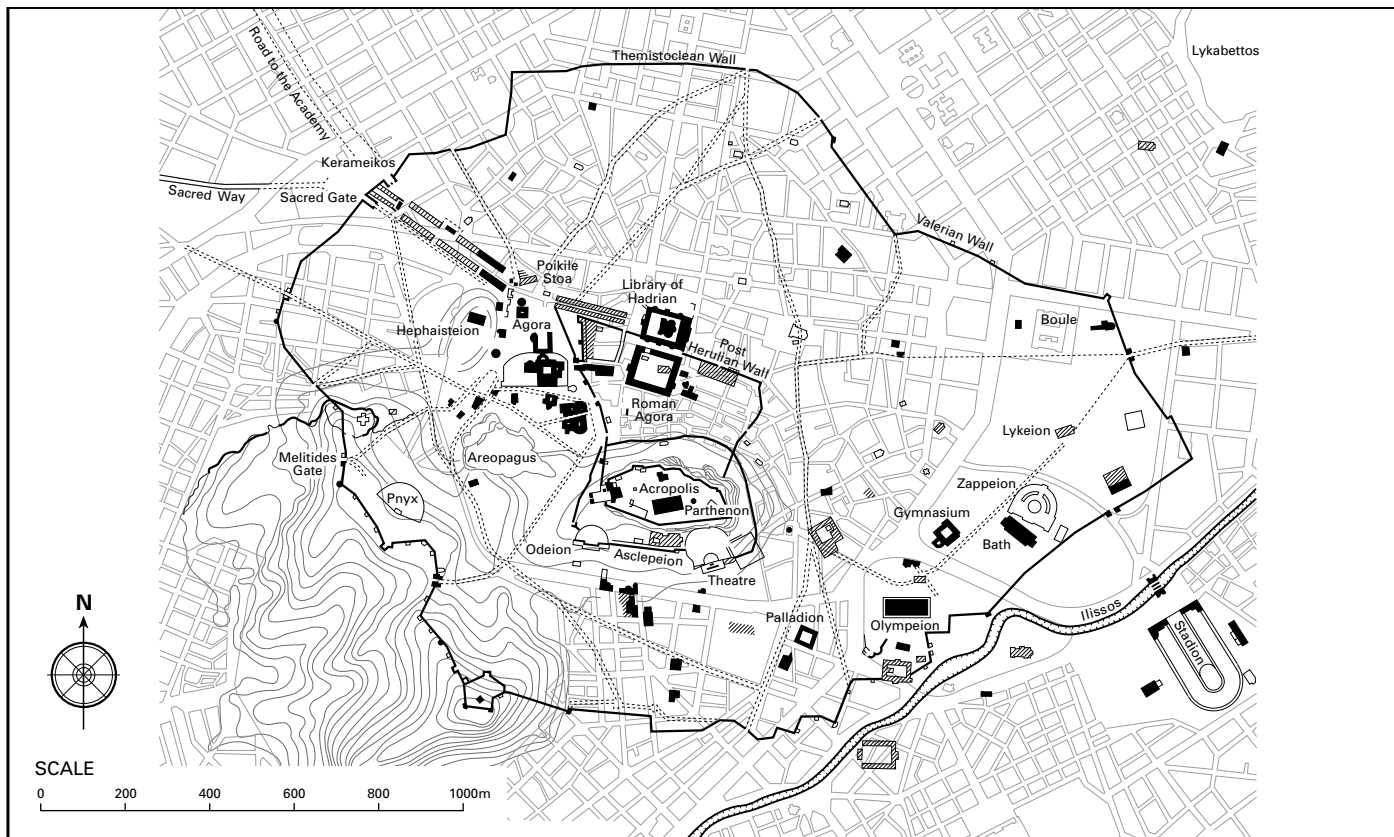 Lykabettos
Road to the Academy
Themistoclean Wall
Kerameikos
Sacred Way
Sacred Gate
Valerian Wall
Poikile
Stoa
Library of
Hadrian
Hephaisteion
Agora
Boule
Post
Herulian Wall
Roman
Agora
Lykeion
Melitides
Gate
Areopagus
Pnyx
Acropolis
Parthenon
Zappeion
Gymnasium
Bath
Odeion
Asclepeion
Theatre
Palladion
Olympeion
Ilissos
Stadion
N
SCALE
0 200 400 600 800 1000m